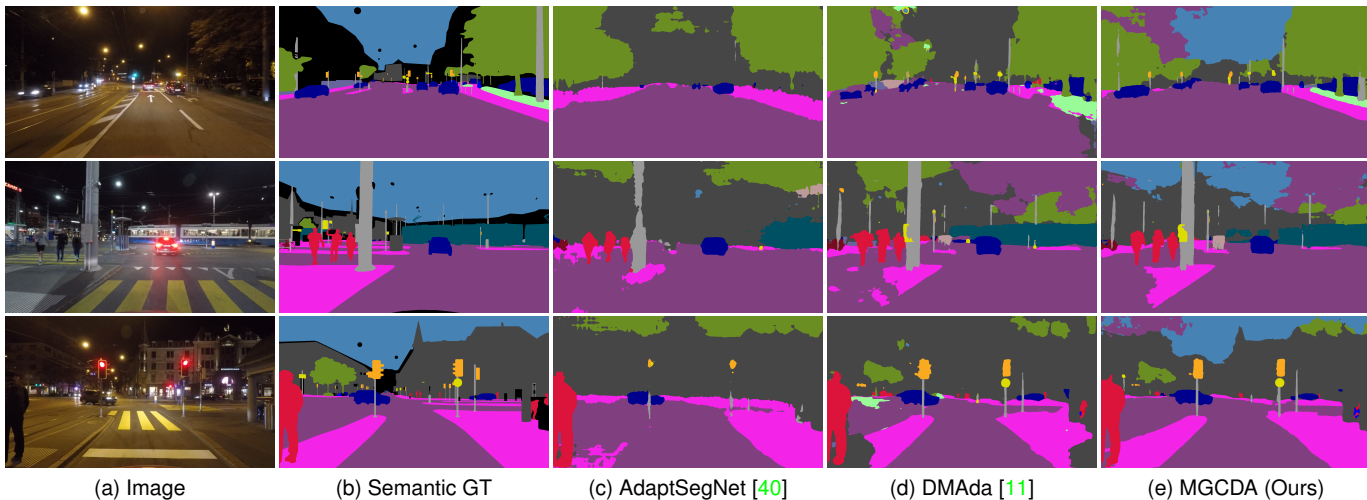 (a) Image
(b) Semantic GT
(c) AdaptSegNet [40]
(d) DMAda [11]
(e) MGCDA (Ours)